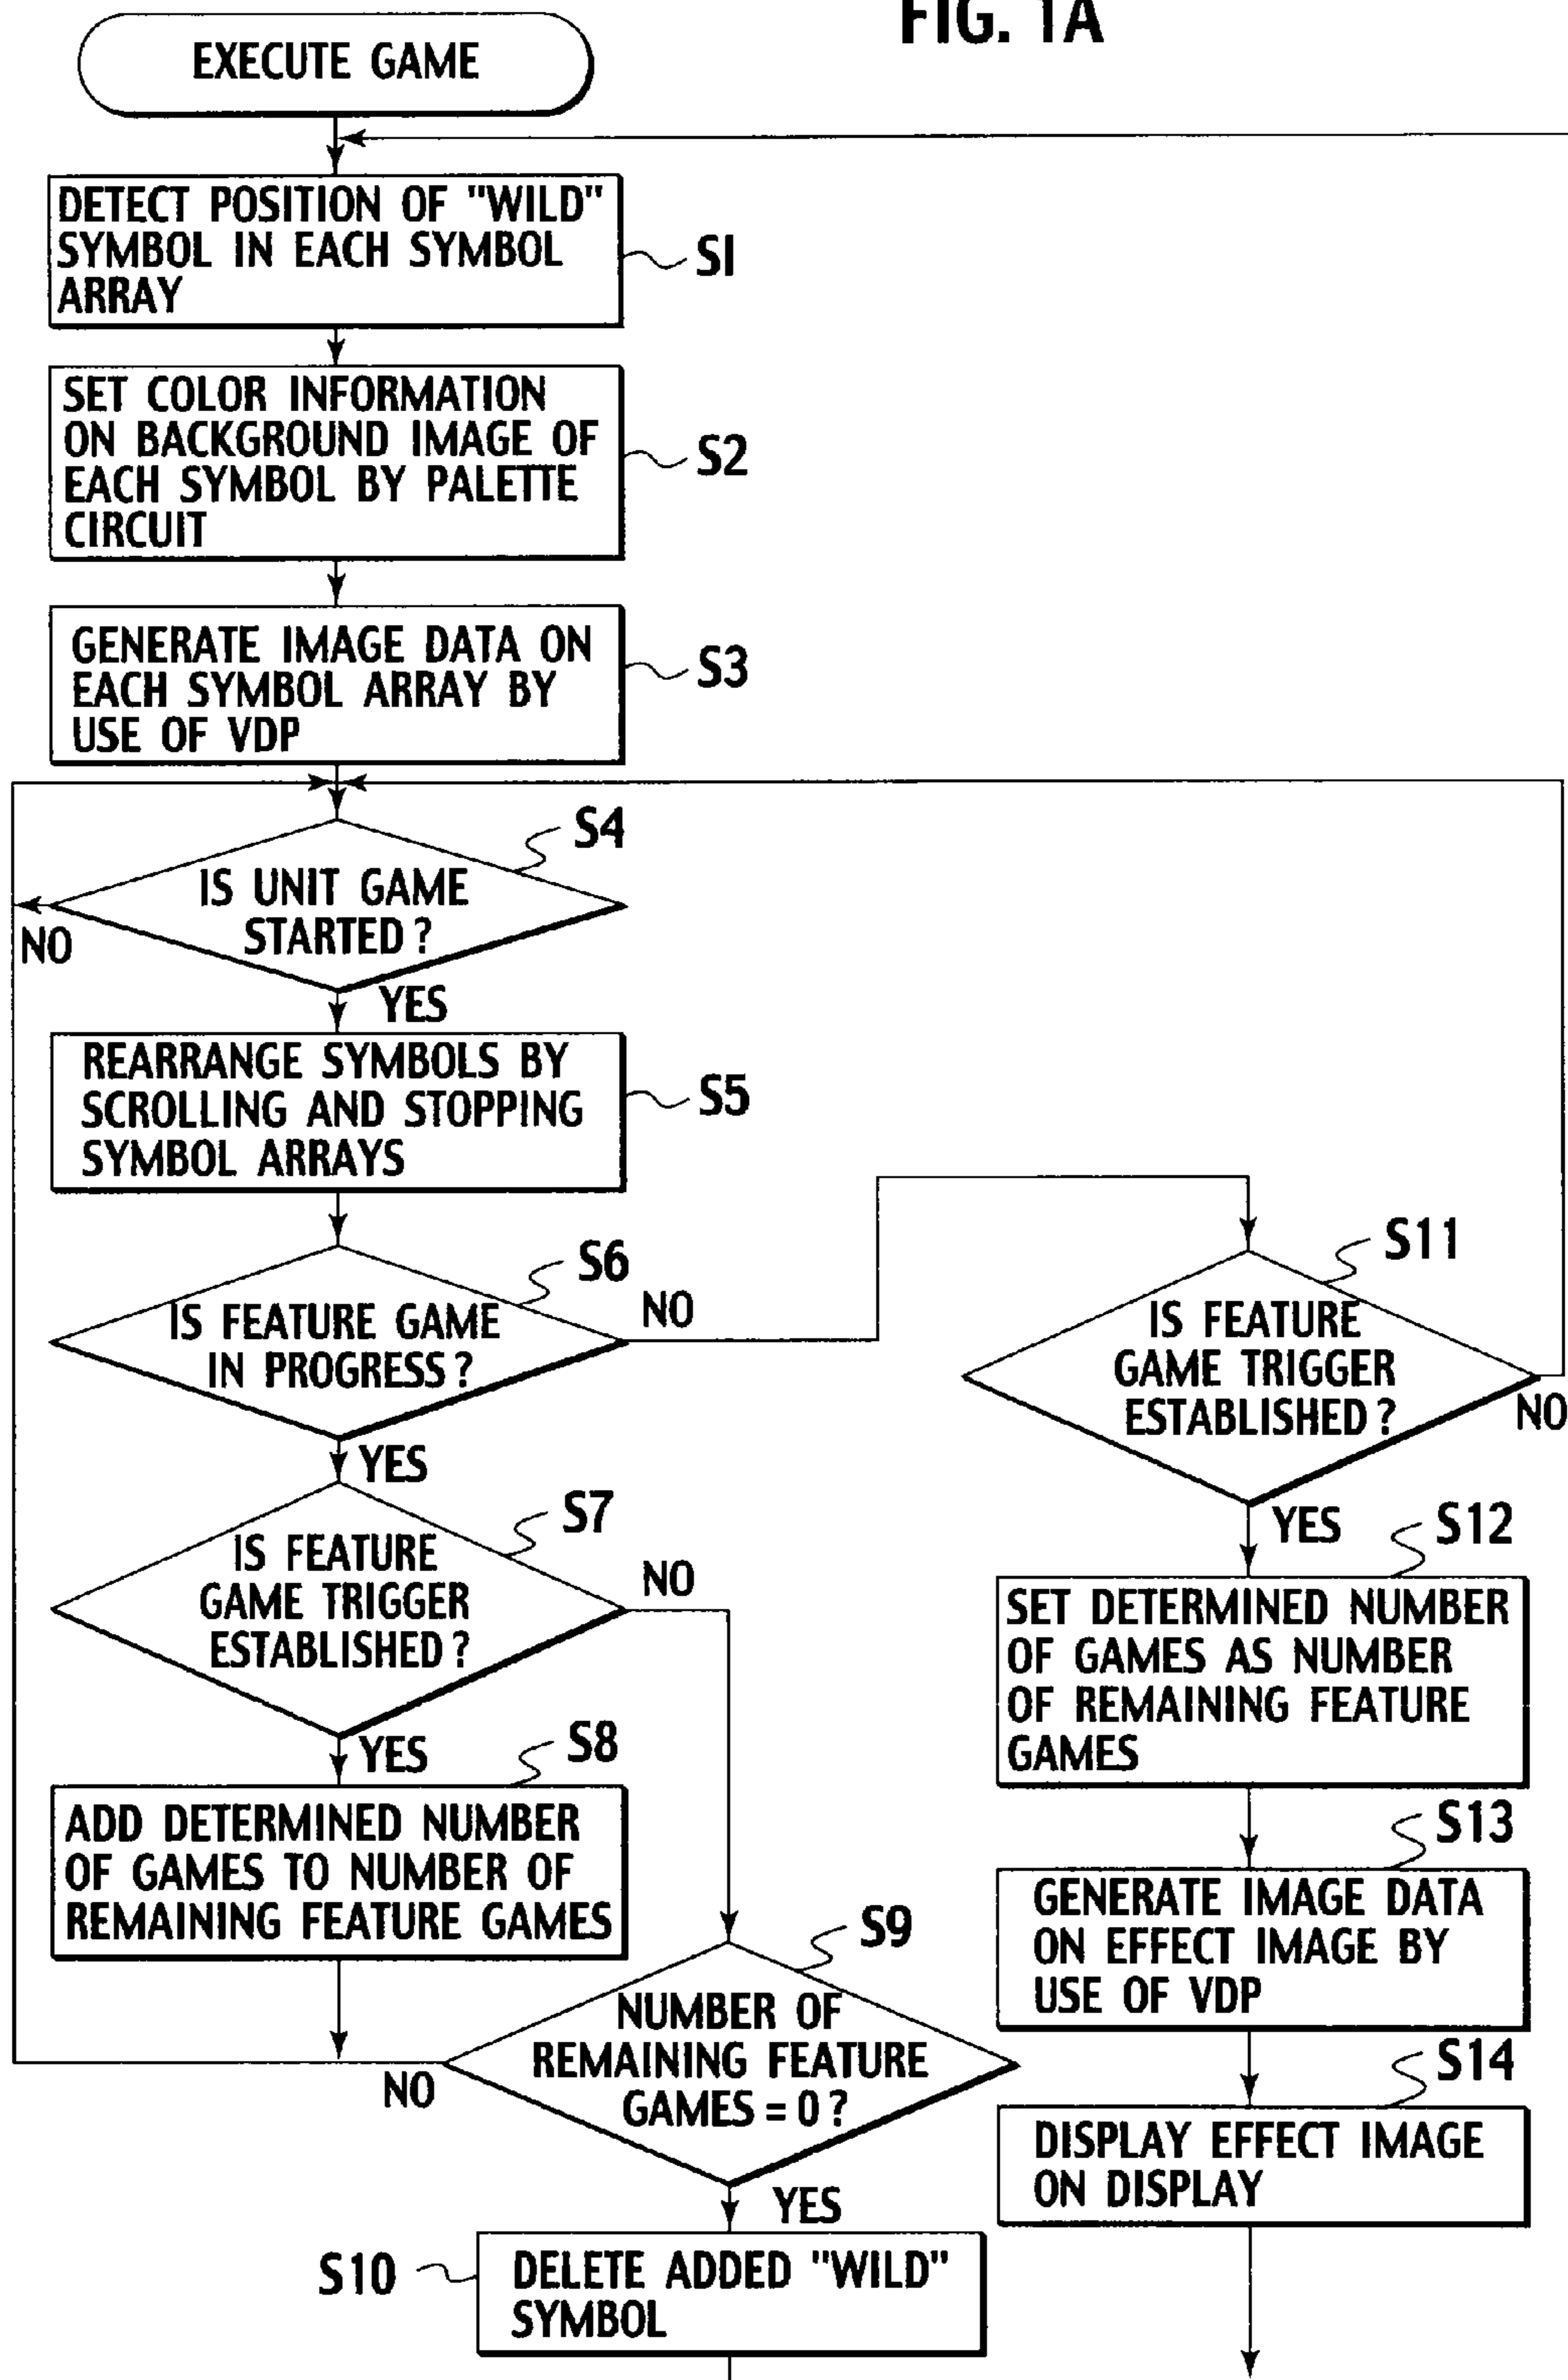 FIG. 1A
EXECUTE GAME
DETECT POSITION OF "WILD"
SYMBOL IN EACH SYMBOL
ARRAY
S1
SET COLOR INFORMATION
ON BACKGROUND IMAGE OF
EACH SYMBOL BY PALETTE
CIRCUIT
S2
GENERATE IMAGE DATA ON
EACH SYMBOL ARRAY BY
USE OF VDP
S3
S4
IS UNIT GAME
STARTED?
NO
YES
REARRANGE SYMBOLS BY
SCROLLING AND STOPPING
SYMBOL ARRAYS
S5
S6
IS FEATURE GAME
IN PROGRESS?
NO
YES
S7
IS FEATURE
GAME TRIGGER
ESTABLISHED?
NO
YES
S8
ADD DETERMINED NUMBER
OF GAMES TO NUMBER OF
REMAINING FEATURE GAMES
S9
NUMBER OF
REMAINING FEATURE
GAMES = 0?
NO
YES
S10
DELETE ADDED "WILD"
SYMBOL
S11
IS FEATURE
GAME TRIGGER
ESTABLISHED?
NO
YES
S12
SET DETERMINED NUMBER
OF GAMES AS NUMBER
OF REMAINING FEATURE
GAMES
S13
GENERATE IMAGE DATA
ON EFFECT IMAGE BY
USE OF VDP
S14
DISPLAY EFFECT IMAGE
ON DISPLAY